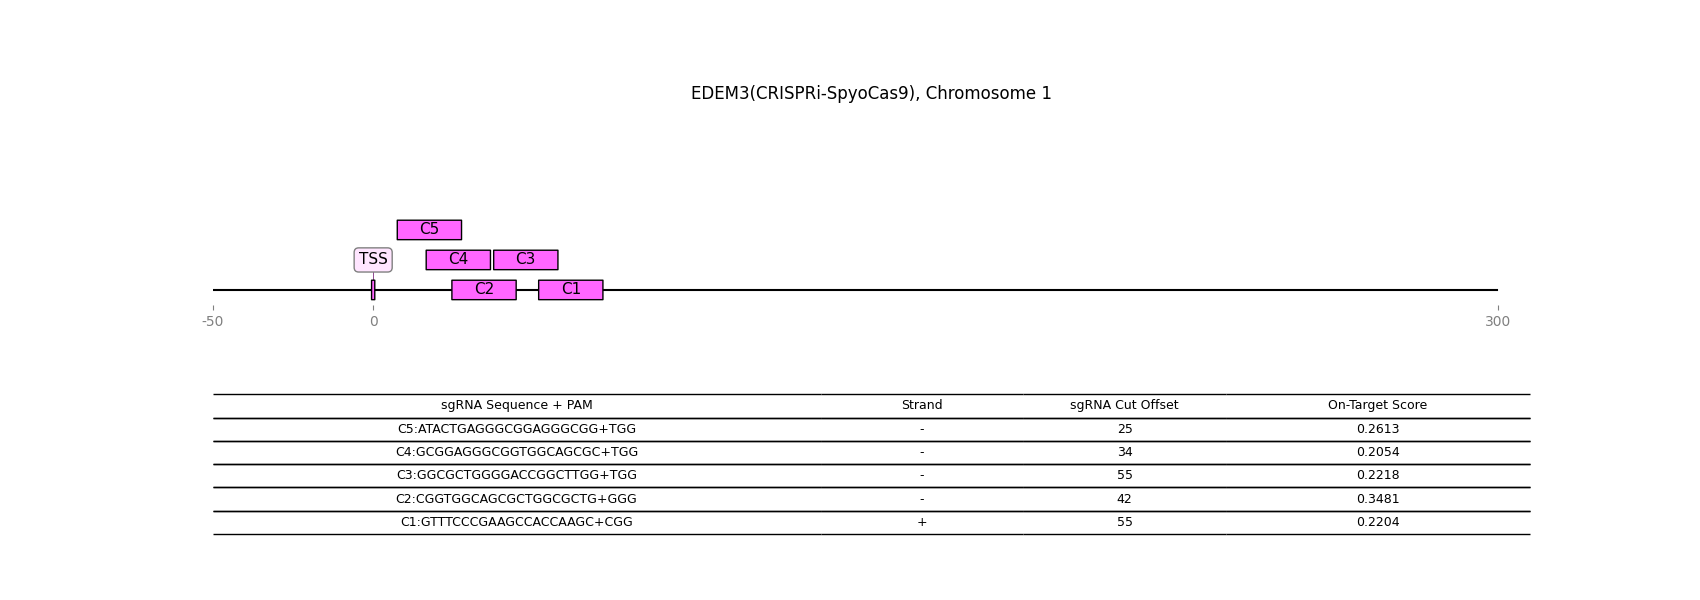 EDEM3(CRISPRi-SpyoCas9), Chromosome 1
C5
TSS C4 C3
C2 C1
-50 0 300
sgRNA Sequence + PAM Strand sgRNA Cut Offset On-Target Score
C5:ATACTGAGGGCGGAGGGCGG+TGG - 25 0.2613
C4:GCGGAGGGCGGTGGCAGCGC+TGG - 34 0.2054
C3:GGCGCTGGGGACCGGCTTGG+TGG - 55 0.2218
C2:CGGTGGCAGCGCTGGCGCTG+GGG - 42 0.3481
C1:GTTTCCCGAAGCCACCAAGC+CGG + 55 0.2204